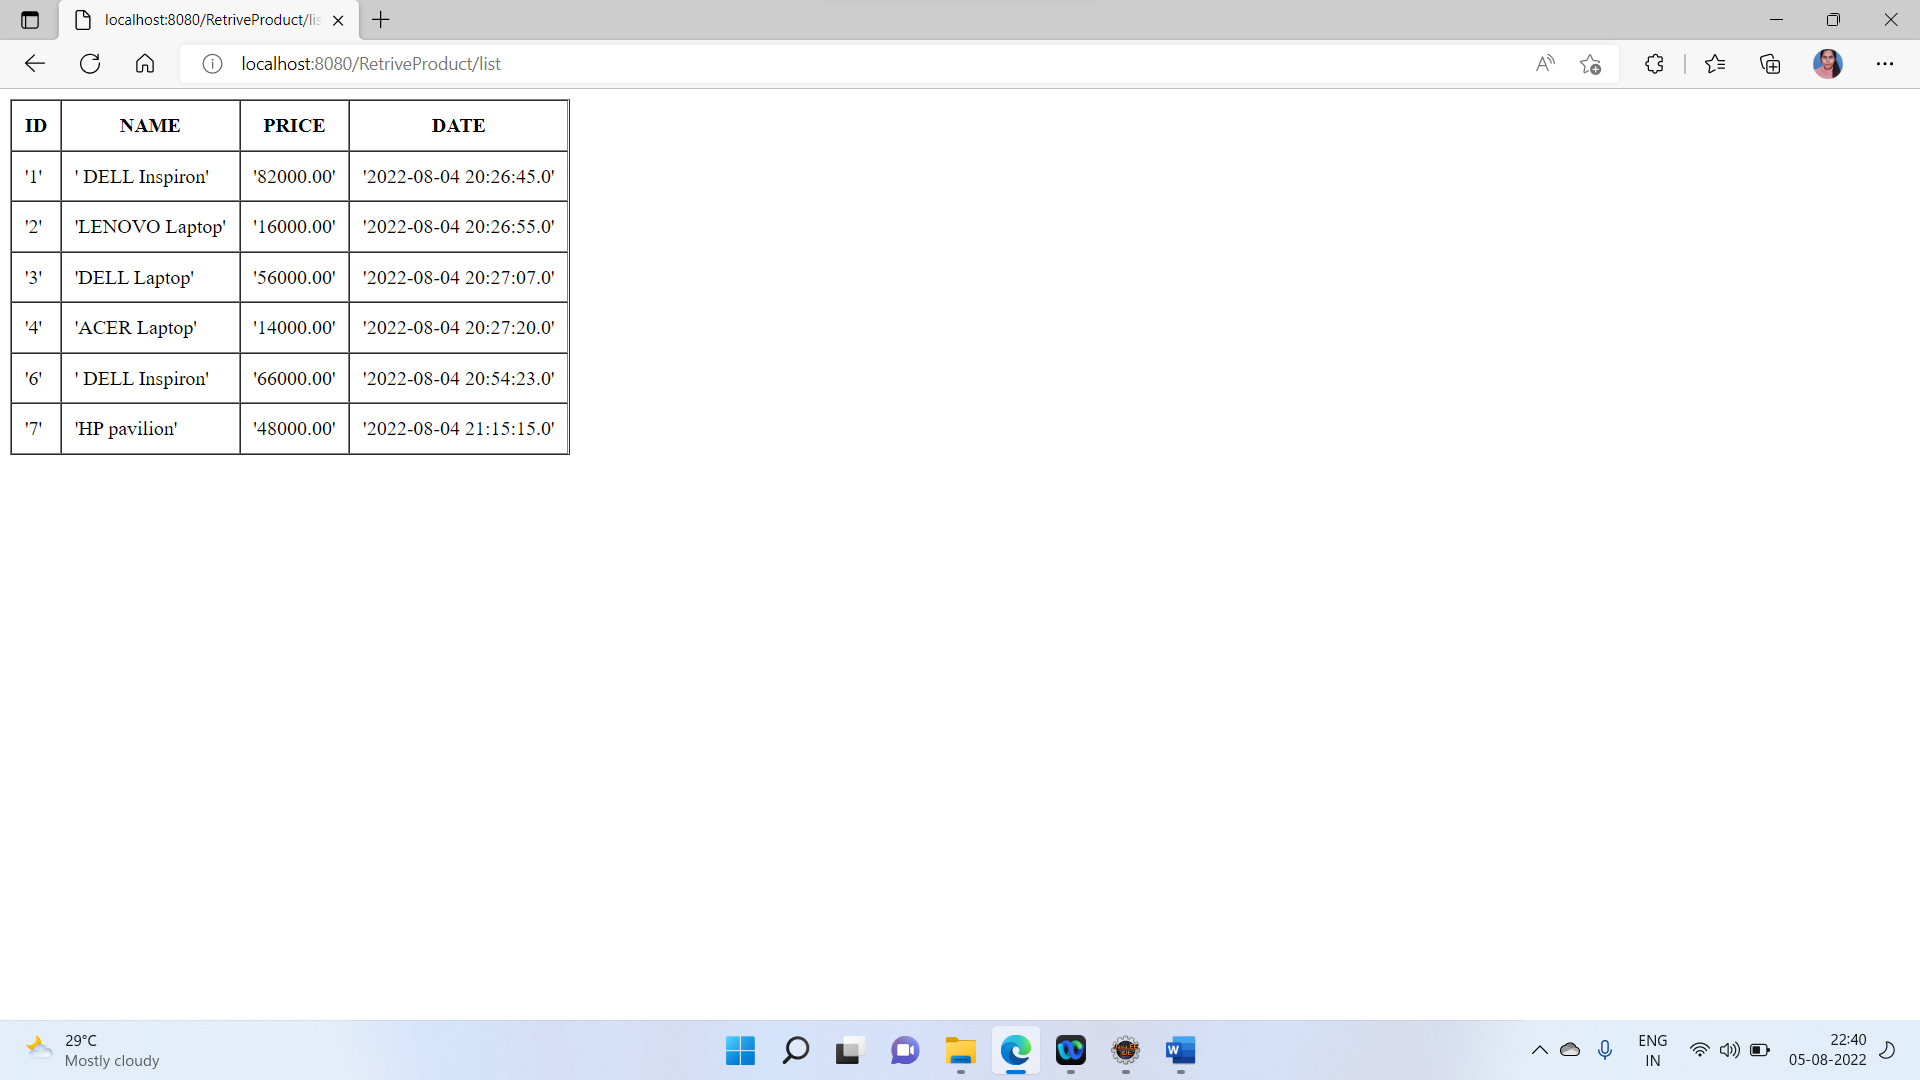 localhost:8080/RetriveProduct/lis
localhost:8080/RetriveProduct/list
ID NAME PRICE DATE
'1' ' DELL Inspiron' '82000.00' '2022-08-04 20:26:45.0'
'2' 'LENOVO Laptop' '16000.00' '2022-08-04 20:26:55.0'
'3' 'DELL Laptop' '56000.00' '2022-08-04 20:27:07.0'
'4' 'ACER Laptop' '14000.00' '2022-08-04 20:27:20.0'
'6' ' DELL Inspiron' '66000.00' '2022-08-04 20:54:23.0'
'7' 'HP pavilion' '48000.00' '2022-08-04 21:15:15.0'
29°C
Mostly cloudy
W
ENG
IN
22:40
05-08-2022